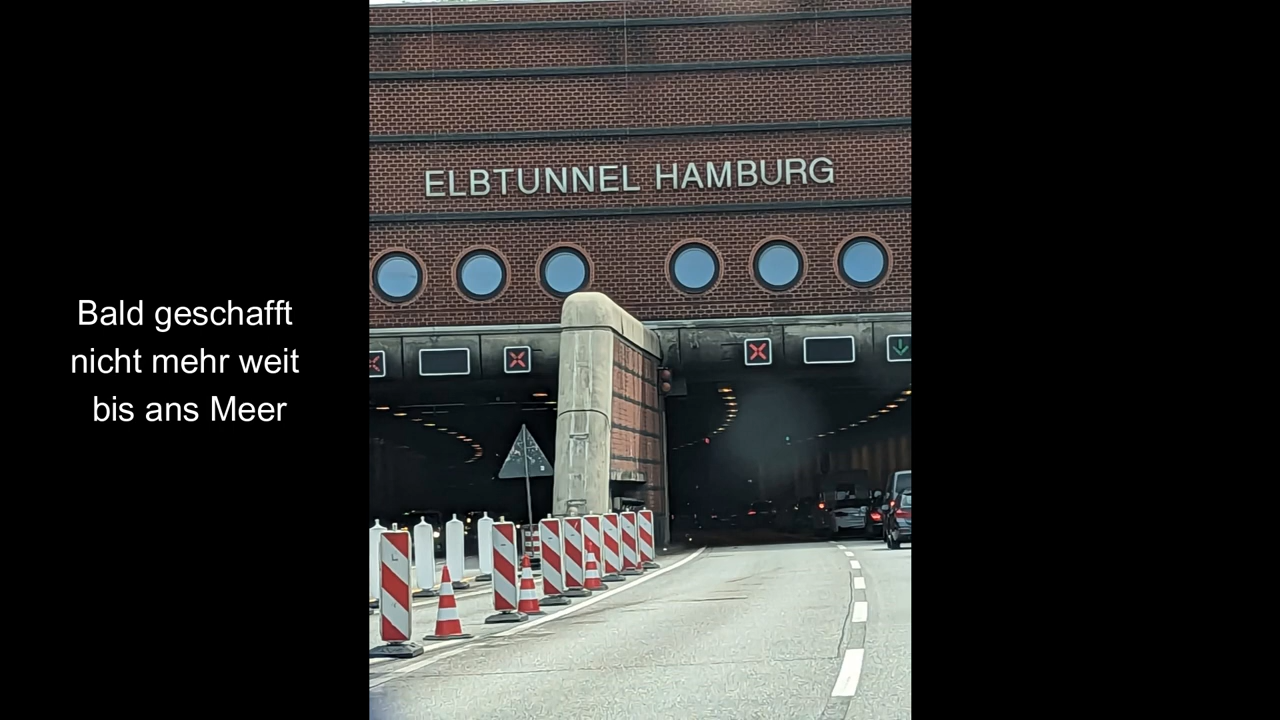 ELBTUNNEL HAMBURG
Bald geschafft
nicht mehr weit
bis ans Meer